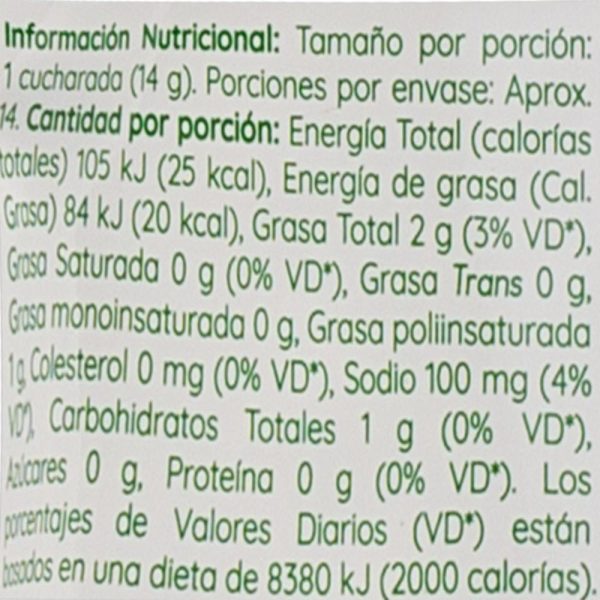 Información Nutricional: Tamaño por porción:
1 cucharada (14 g). Porciones por envase: Aprox.
14. Cantidad por porción: Energía Total (calorías
totales) 105 kJ (25 kcal), Energía de grasa (Cal.
Grasa) 84 kJ (20 kcal), Grasa Total 2 g (3% VD*),
Grasa Saturada 0 g (0% VD*), Grasa Trans 0 g,
Grasa monoinsaturada 0 g, Grasa poliinsaturada
1 g, Colesterol 0 mg (0% VD*), Sodio 100 mg (4%
VD*), Carbohidratos Totales 1 g (0% VD*),
Azúcares 0 g, Proteína 0 g (0% VD*). Los
porcentajes de Valores Diarios (VD*) están
basados en una dieta de 8380 kJ (2000 calorías).